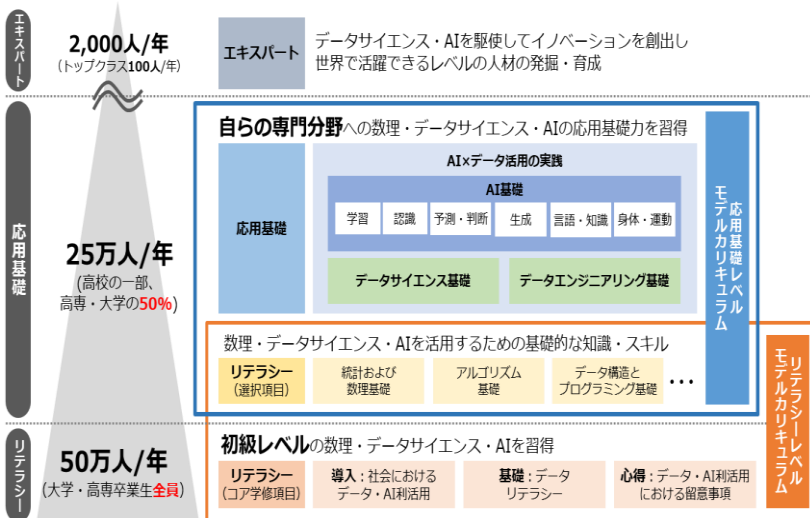 エキスパート
2,000人/年
(トップクラス100人/年)
エキスパート
データサイエンス・AIを駆使してイノベーションを創出し
世界で活躍できるレベルの人材の発掘・育成
応用基礎
25万人/年
(高校の一部、
高専・大学の50%)
自らの専門分野への数理・データサイエンス・AIの応用基礎力を習得
応用基礎
AI×データ活用の実践
AI基礎
学習
認識
予測・判断
生成
言語・知識
身体・運動
データサイエンス基礎
データエンジニアリング基礎
応用基礎レベル
モデルカリキュラム
数理・データサイエンス・AIを活用するための基礎的な知識・スキル
リテラシー
(選択項目)
統計および
数理基礎
アルゴリズム
基礎
データ構造と
プログラミング基礎
・・・
リテラシーレベル
モデルカリキュラム
リテラシー
50万人/年
(大学・高専卒業生全員)
初級レベルの数理・データサイエンス・AIを習得
リテラシー
(コア学修項目)
導入：社会における
データ・AI利活用
基礎：データ
リテラシー
心得：データ・AI利活用
における留意事項